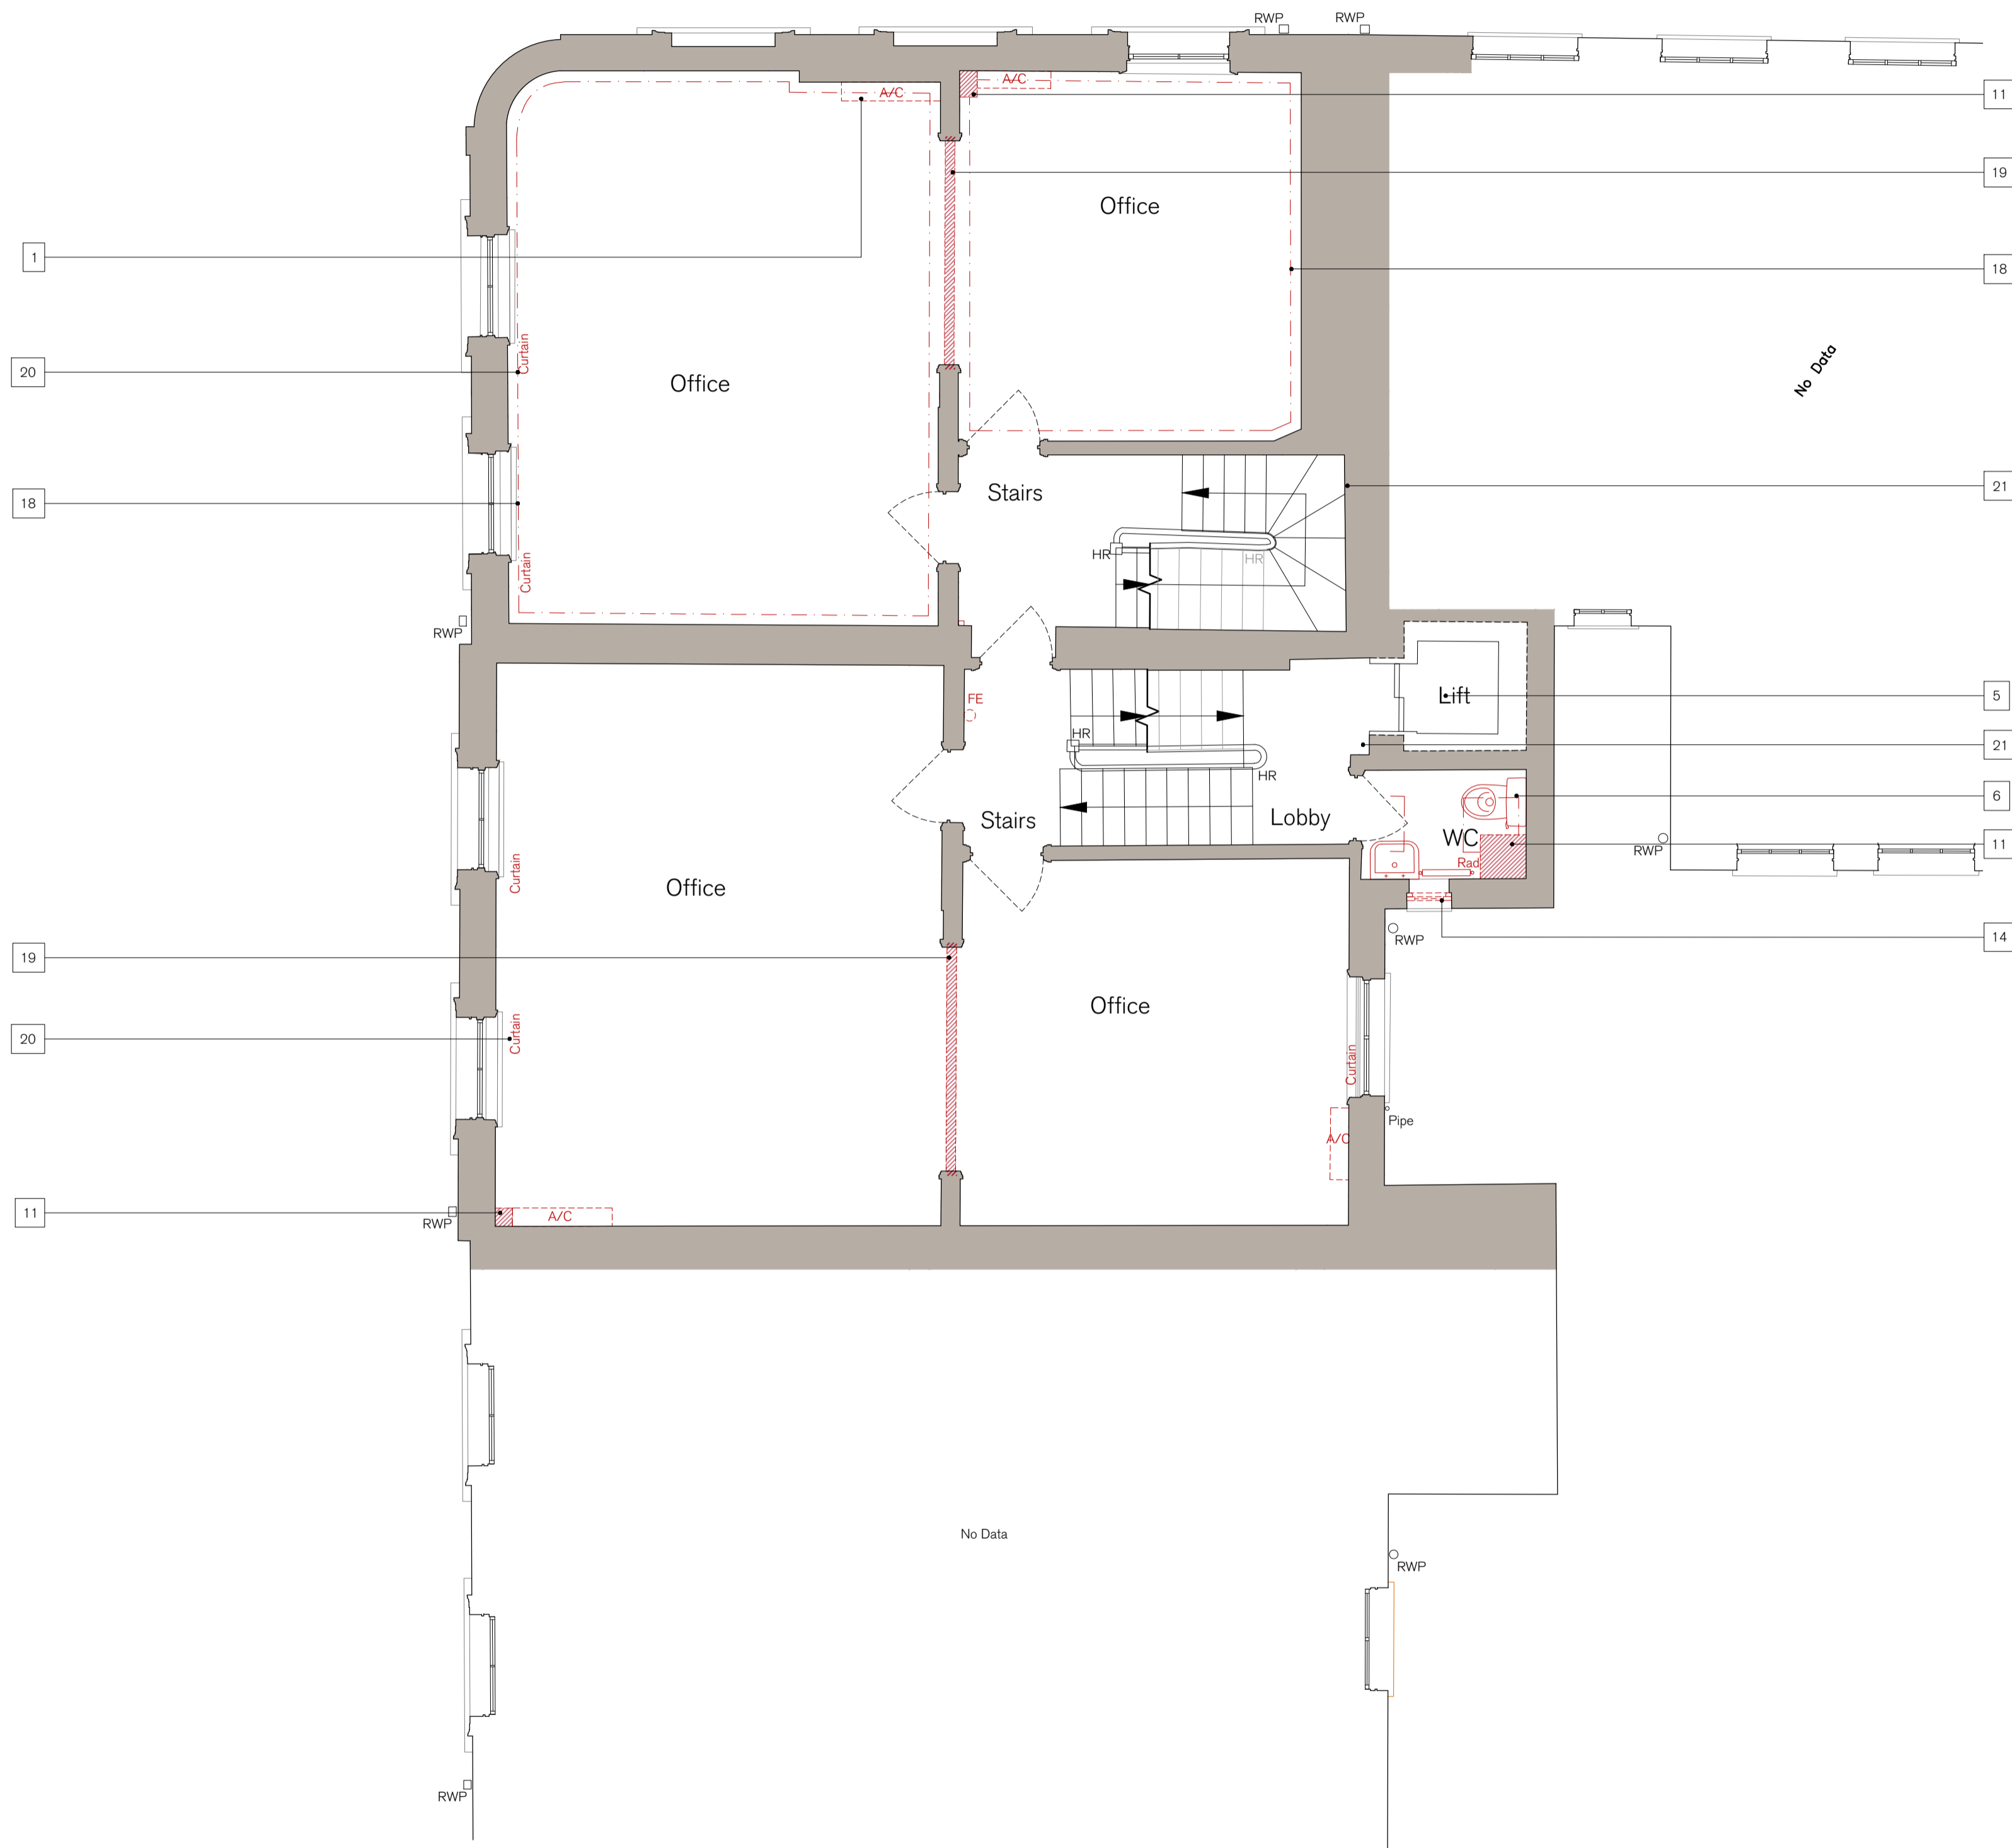 RWP
RWP
A/C
A/C
11
19
Office
1
18
No Data
Curtain
20
Office
21
Stairs
18
HR
HR
Curtain
RWP
Lift
5
FE
HR
21
HR
6
Stairs
Lobby
WC
11
RWP
Rad
Curtain
Office
14
RWP
19
Office
20
Curtain
Curtain
Pipe
A/C
11
A/C
RWP
No Data
RWP
RWP